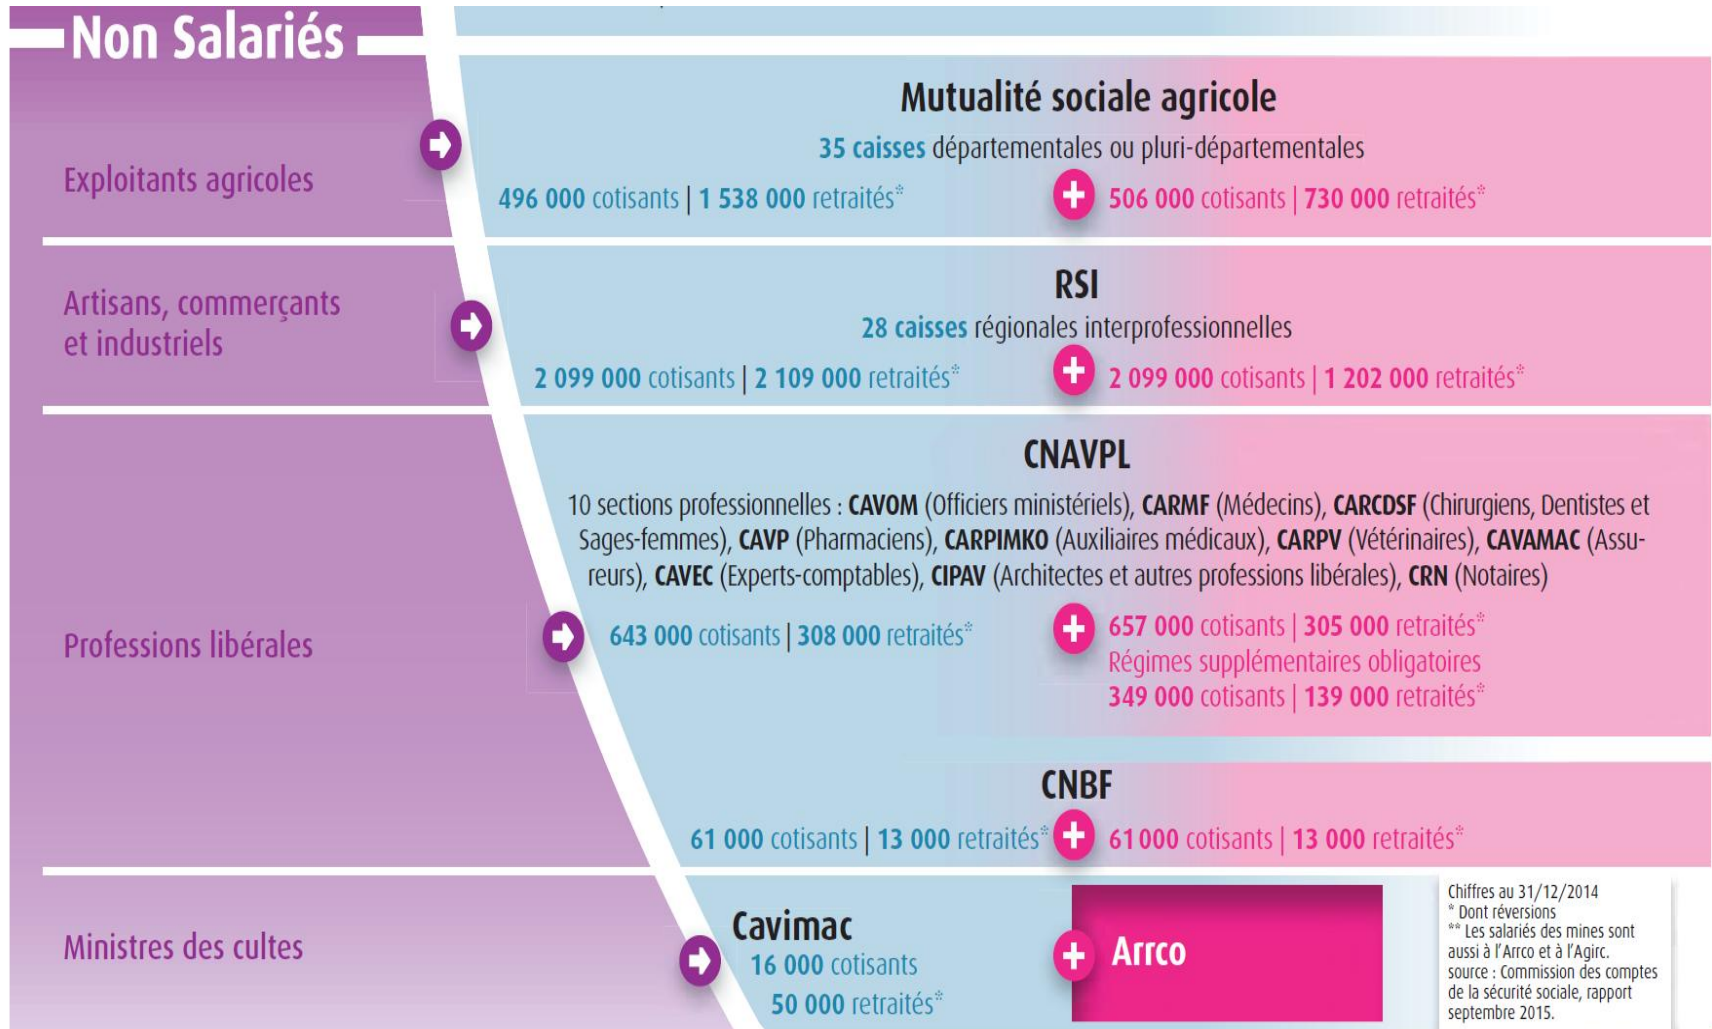 Non Salariés
Mutualité sociale agricole
35 caisses départementales ou pluri-départementales
Exploitants agricoles
496 000 cotisants | 1 538 000 retraités*
+ 506 000 cotisants | 730 000 retraités*
RSI
Artisans, commerçants
et industriels
28 caisses régionales interprofessionnelles
2 099 000 cotisants | 2 109 000 retraités*
+ 2 099 000 cotisants | 1 202 000 retraités*
CNAVPL
10 sections professionnelles : CAVOM (Officiers ministériels), CARMF (Médecins), CARCDSF (Chirurgiens, Dentistes et
Sages-femmes), CAVP (Pharmaciens), CARPIMKO (Auxiliaires médicaux), CARPV (Vétérinaires), CAVAMAC (Assu-
reurs), CAVEC (Experts-comptables), CIPAV (Architectes et autres professions libérales), CRN (Notaires)
Professions libérales
643 000 cotisants | 308 000 retraités*
+ 657 000 cotisants | 305 000 retraités*
Régimes supplémentaires obligatoires
349 000 cotisants | 139 000 retraités*
CNBF
61 000 cotisants | 13 000 retraités*
+ 61 000 cotisants | 13 000 retraités*
Ministres des cultes
Cavimac
16 000 cotisants
50 000 retraités*
+ Arrco
Chiffres au 31/12/2014
* Dont réversions
** Les salariés des mines sont
aussi à l'Arrco et à l'Agirc.
source : Commission des comptes
de la sécurité sociale, rapport
septembre 2015.